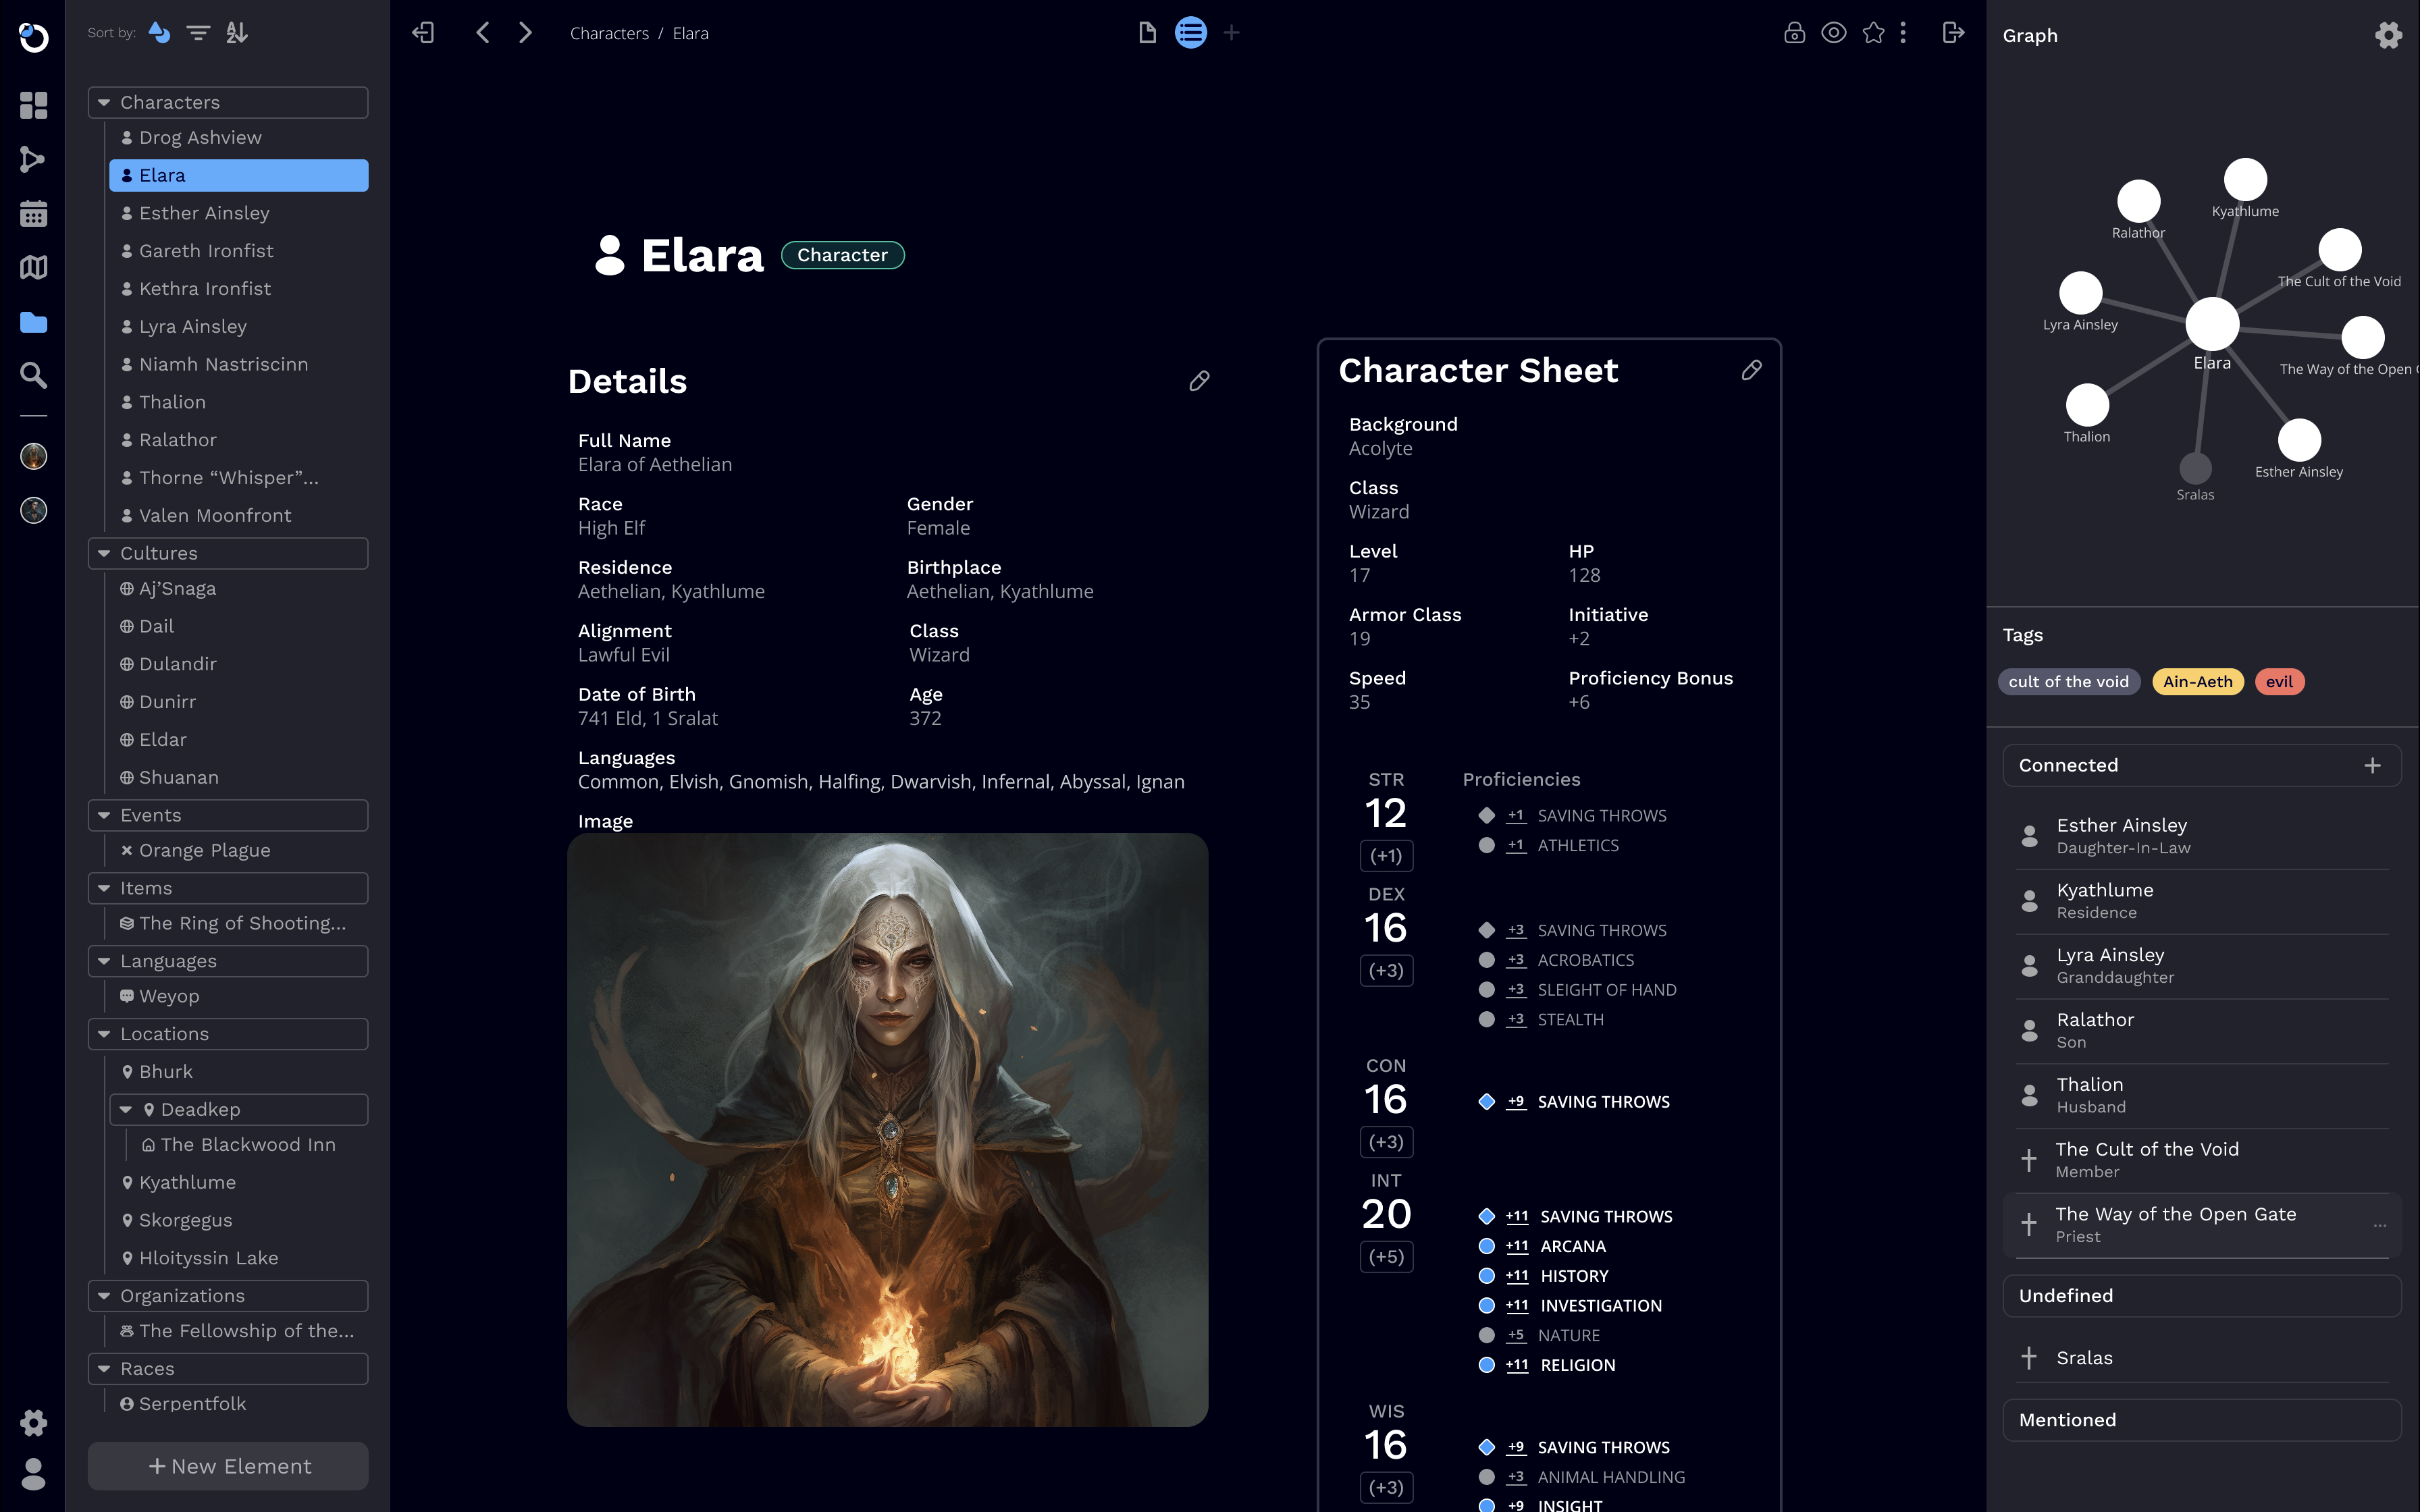 Sort by:
Characters
Drog Ashview
Elara
Esther Ainsley
Gareth Ironfist
Kethra Ironfist
Lyra Ainsley
Niamh Nastriscinn
Thalion
Ralathor
Thorne “Whisper”...
Valen Moonfront
Cultures
Aj’Snaga
Dail
Dulandir
Dunirr
Eldar
Shuanan
Events
Orange Plague
Items
The Ring of Shooting...
Languages
Weyop
Locations
Bhurk
Deadkep
The Blackwood Inn
Kyathlume
Skorgegus
Hloityssin Lake
Organizations
The Fellowship of the...
Races
Serpentfolk
New Element
Characters / Elara
Elara Character
Details
Full Name
Elara of Aethelian
Race Gender
High Elf Female
Residence Birthplace
Aethelian, Kyathlume Aethelian, Kyathlume
Alignment Class
Lawful Evil Wizard
Date of Birth Age
741 Eld, 1 Sralat 372
Languages
Common, Elvish, Gnomish, Halfing, Dwarvish, Infernal, Abyssal, Ignan
Image
Character Sheet
Background
Acolyte
Class
Wizard
Level HP
17 128
Armor Class Initiative
19 +2
Speed Proficiency Bonus
35 +6
STR Proficiencies
12
(+1)
+1 SAVING THROWS
+1 ATHLETICS
DEX
16
(+3)
+3 SAVING THROWS
+3 ACROBATICS
+3 SLEIGHT OF HAND
+3 STEALTH
CON
16
(+3)
+9 SAVING THROWS
INT
20
(+5)
+11 SAVING THROWS
+11 ARCANA
+11 HISTORY
+11 INVESTIGATION
+5 NATURE
+11 RELIGION
WIS
16
(+3)
+9 SAVING THROWS
+3 ANIMAL HANDLING
+9 INSIGHT
Graph
Kyathlume
Ralathor
The Cult of the Void
Lyra Ainsley
Elara
The Way of the Open
Thalion
Esther Ainsley
Sralas
Tags
cult of the void Ain-Aeth evil
Connected
Esther Ainsley
Daughter-In-Law
Kyathlume
Residence
Lyra Ainsley
Granddaughter
Ralathor
Son
Thalion
Husband
The Cult of the Void
Member
The Way of the Open Gate
Priest
Undefined
Sralas
Mentioned